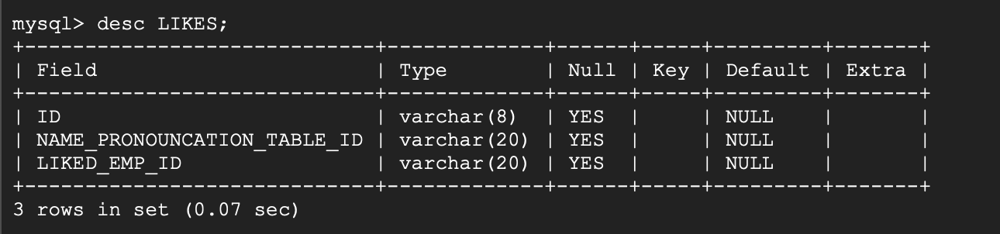 mysql> desc LIKES;
+-----------------------------+-------------+------+-----+---------+-------+
| Field                       | Type        | Null | Key | Default | Extra |
+-----------------------------+-------------+------+-----+---------+-------+
| ID                          | varchar(8)  | YES  |     | NULL    |       |
| NAME_PRONOUNCATION_TABLE_ID | varchar(20) | YES  |     | NULL    |       |
| LIKED_EMP_ID                | varchar(20) | YES  |     | NULL    |       |
+-----------------------------+-------------+------+-----+---------+-------+
3 rows in set (0.07 sec)